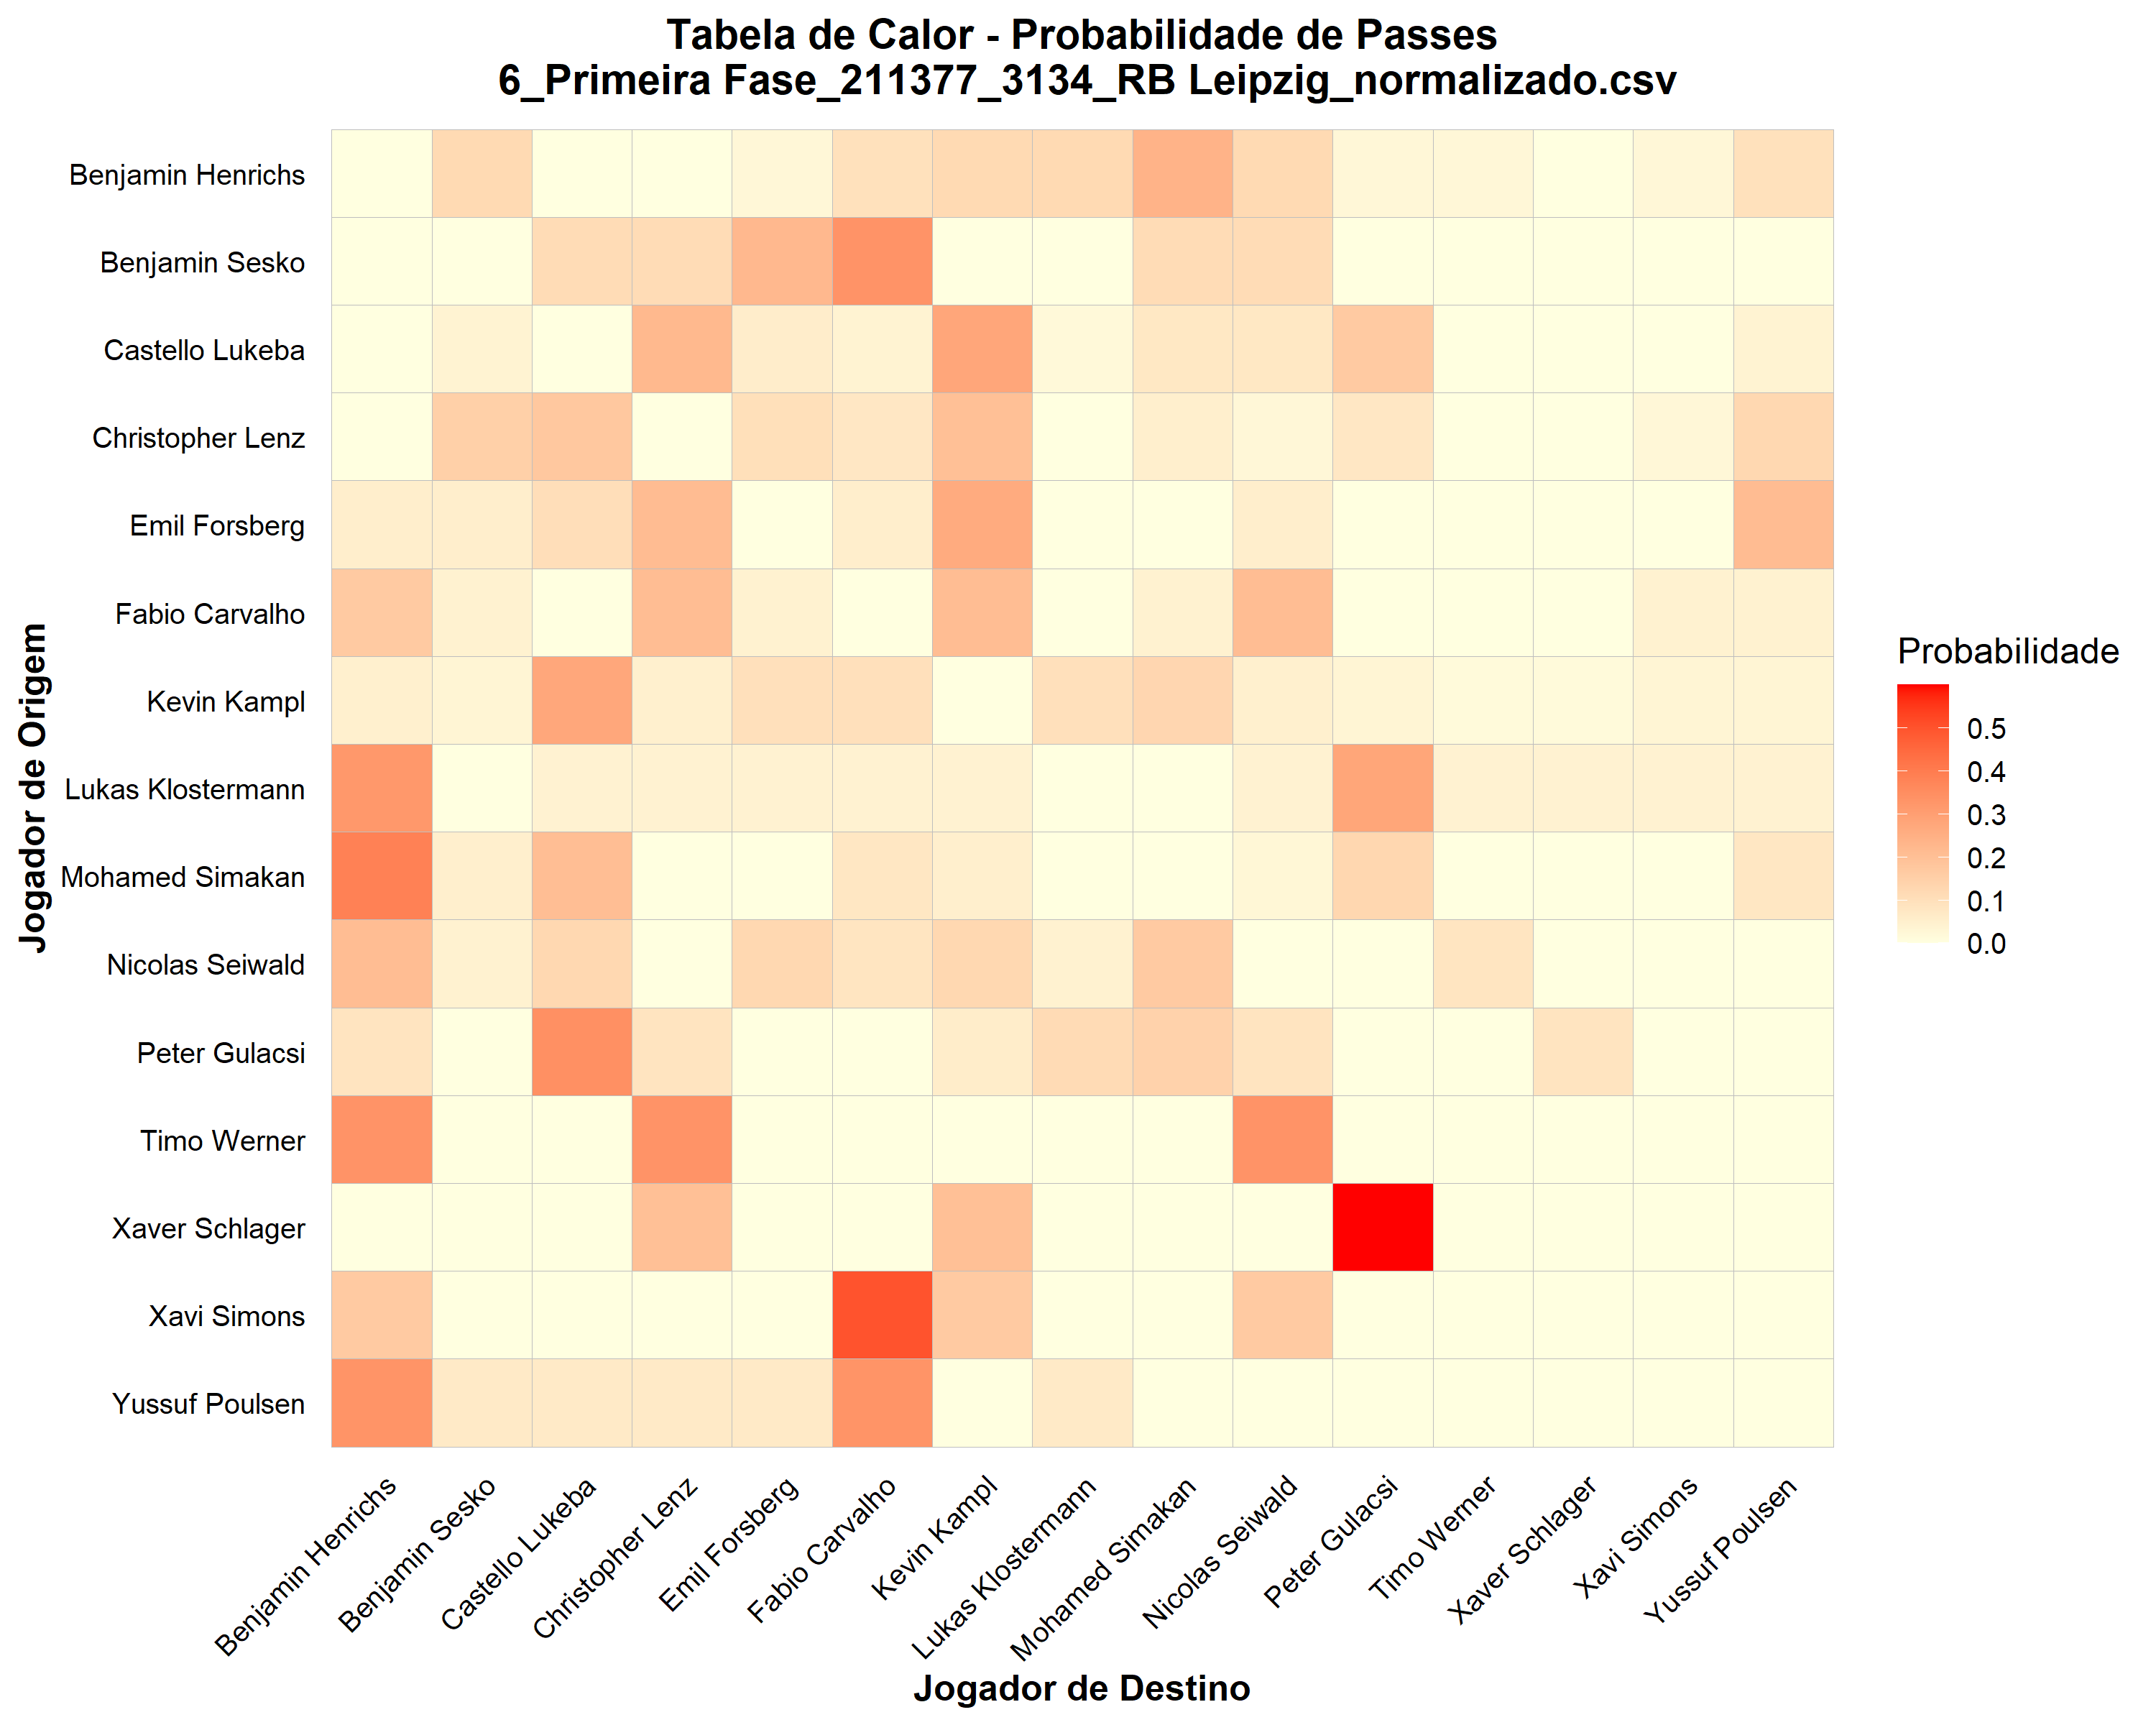 Tabela de Calor - Probabilidade de Passes
6_Primeira Fase_211377_3134_RB Leipzig_normalizado.csv
Jogador de Origem
Benjamin Henrichs
Benjamin Sesko
Castello Lukeba
Christopher Lenz
Emil Forsberg
Fabio Carvalho
Kevin Kampl
Lukas Klostermann
Mohamed Simakan
Nicolas Seiwald
Peter Gulacsi
Timo Werner
Xaver Schlager
Xavi Simons
Yussuf Poulsen
Probabilidade
0.5
0.4
0.3
0.2
0.1
0.0
Benjamin Henrichs
Benjamin Sesko
Castello Lukeba
Christopher Lenz
Emil Forsberg
Fabio Carvalho
Kevin Kampl
Lukas Klostermann
Mohamed Simakan
Nicolas Seiwald
Peter Gulacsi
Timo Werner
Xaver Schlager
Xavi Simons
Yussuf Poulsen
Jogador de Destino